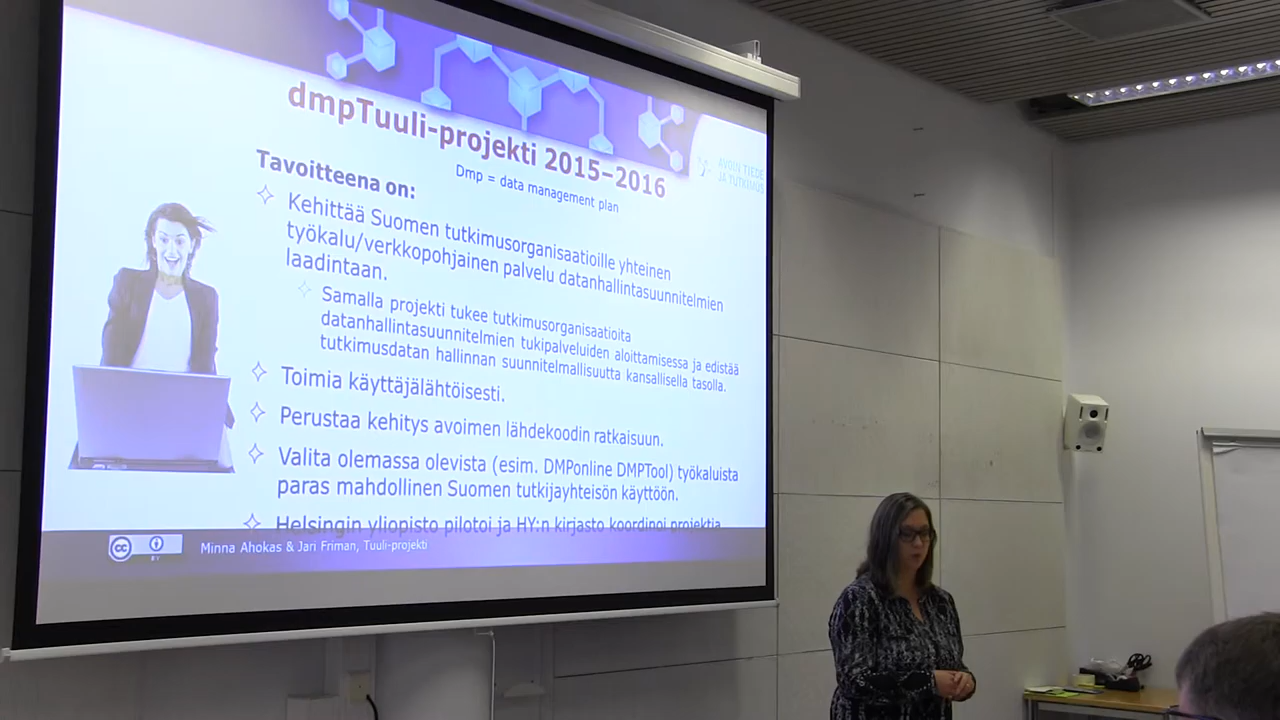 dmpTuuli-projekti 2015–2016
Dmp = data management plan
AVOIN TIEDE
JA TUTKIMUS
Tavoitteena on:
Kehittää Suomen tutkimusorganisaatioille yhteinen
työkalu/verkkopohjainen palvelu datanhallintasuunnitelmien
laadintaan.
Samalla projekti tukee tutkimusorganisaatioita
datanhallintasuunnitelmien tukipalveluiden aloittamisessa ja edistää
tutkimusdatan hallinnan suunnitelmallisuutta kansallisella tasolla.
Toimia käyttäjälähtöisesti.
Perustaa kehitys avoimen lähdekoodin ratkaisuun.
Valita olemassa olevista (esim. DMPonline DMPTool) työkaluista
paras mahdollinen Suomen tutkijayhteisön käyttöön.
Helsingin yliopisto pilotoi ja HY:n kirjasto koordinoi projektia
cc
BY
Minna Ahokas & Jari Friman, Tuuli-projekti